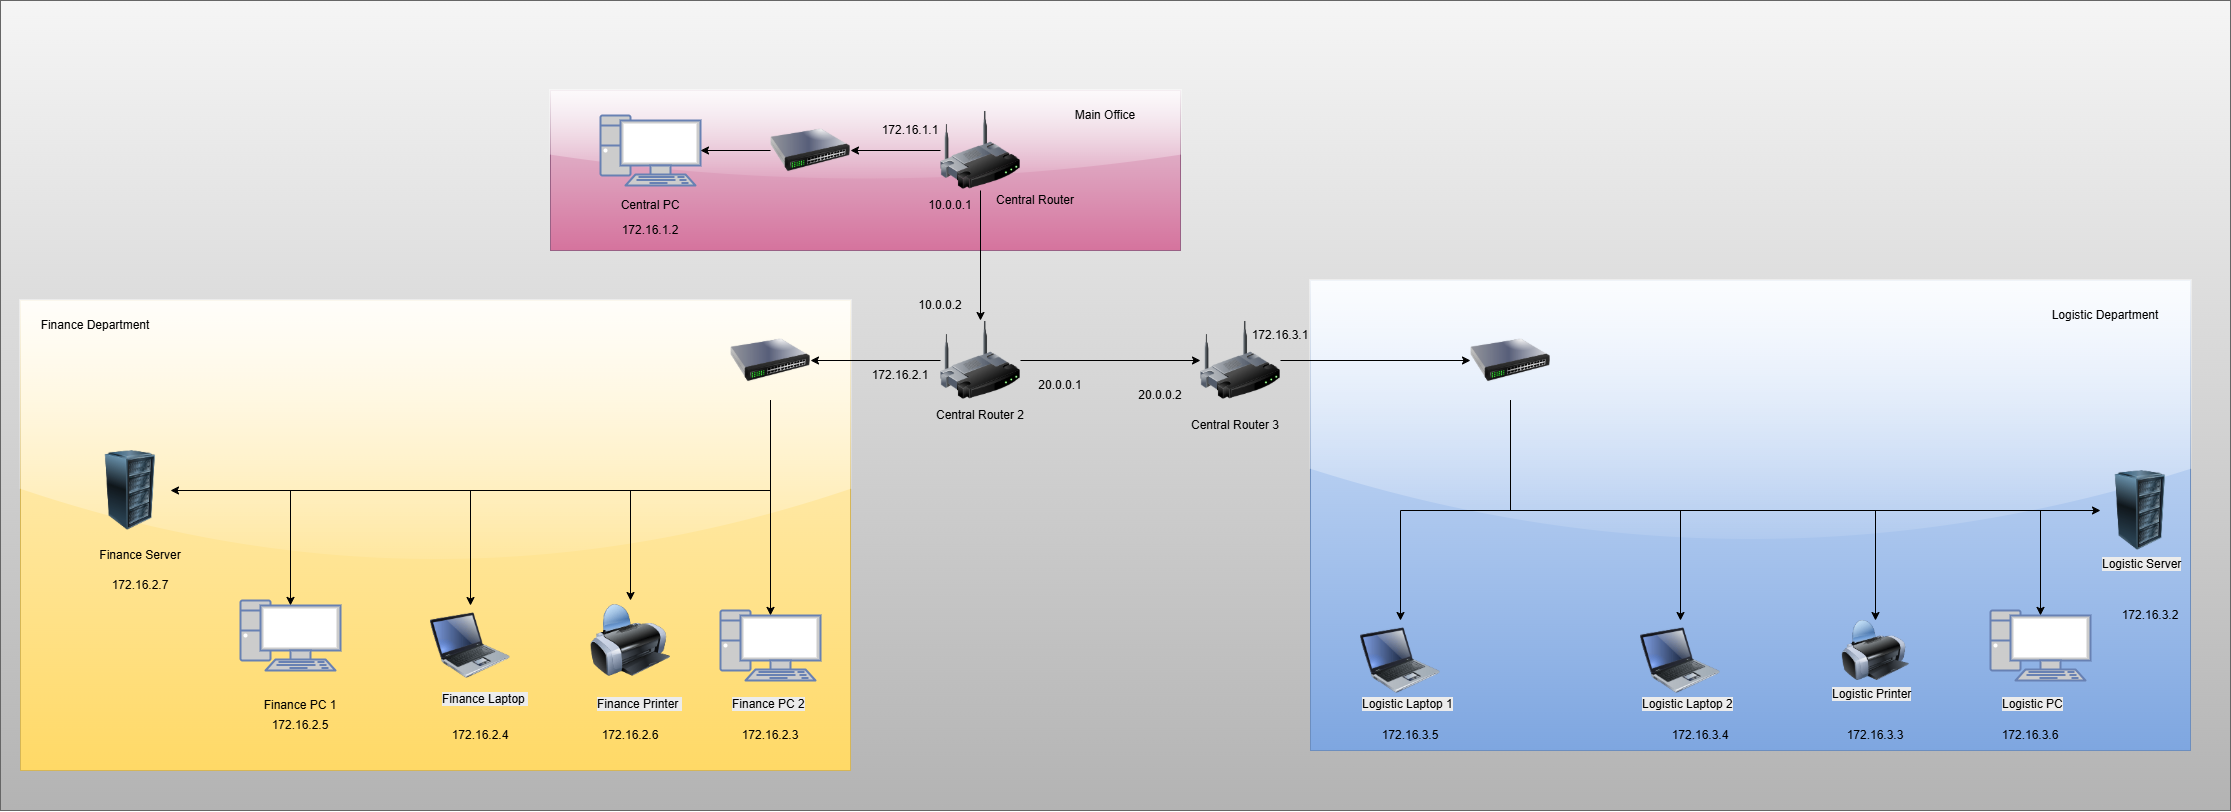 Main Office
172.16.1.1
Central PC
172.16.1.2
10.0.0.1
Central Router
Finance Department
10.0.0.2
172.16.2.1
20.0.0.1
Central Router 2
20.0.0.2
Central Router 3
172.16.3.1
Logistic Department
Finance Server
172.16.2.7
Finance PC 1
172.16.2.5
Finance Laptop
172.16.2.4
Finance Printer
172.16.2.6
Finance PC 2
172.16.2.3
Logistic Server
172.16.3.2
Logistic Laptop 1
172.16.3.5
Logistic Laptop 2
172.16.3.4
Logistic Printer
172.16.3.3
Logistic PC
172.16.3.6